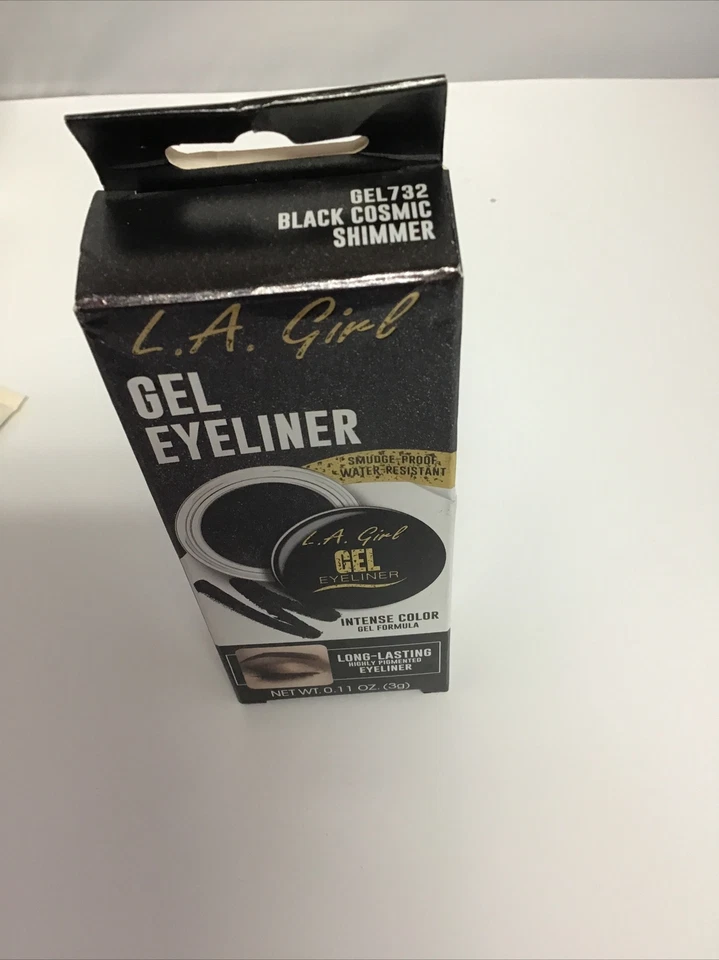 GEL732
BLACK COSMIC
SHIMMER
L.A. Girl
GEL
EYELINER
SMUDGE-PROOF
WATER-RESISTANT
L.A. Girl
GEL
EYELINER
INTENSE COLOR
GEL FORMULA
LONG-LASTING
HIGHLY PIGMENTED
EYELINER
NET WT. 0.11 OZ. (3g)